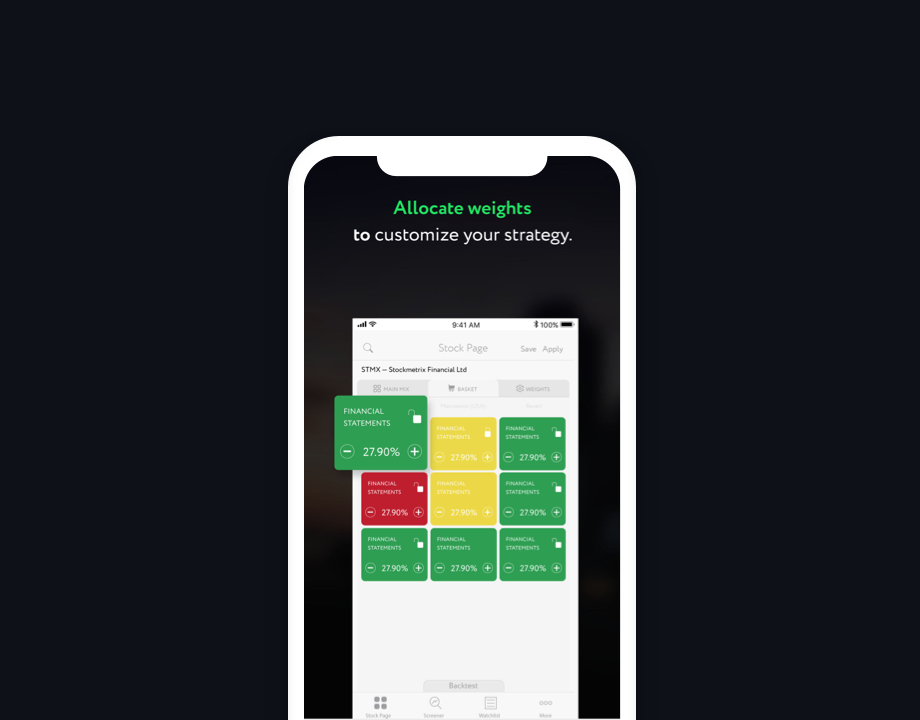 Allocate weights
to customize your strategy.
9:41 AM
100%
Stock Page
Save Apply
STMX – Stockmetrix Financial Ltd
MAIN MIX
BASKET
WEIGHTS
FINANCIAL
STATEMENTS
27.90%
FINANCIAL
STATEMENTS
27.90%
FINANCIAL
STATEMENTS
27.90%
FINANCIAL
STATEMENTS
27.90%
FINANCIAL
STATEMENTS
27.90%
FINANCIAL
STATEMENTS
27.90%
FINANCIAL
STATEMENTS
27.90%
FINANCIAL
STATEMENTS
27.90%
FINANCIAL
STATEMENTS
27.90%
Backtest
Stock Page
Screener
Watchlist
More